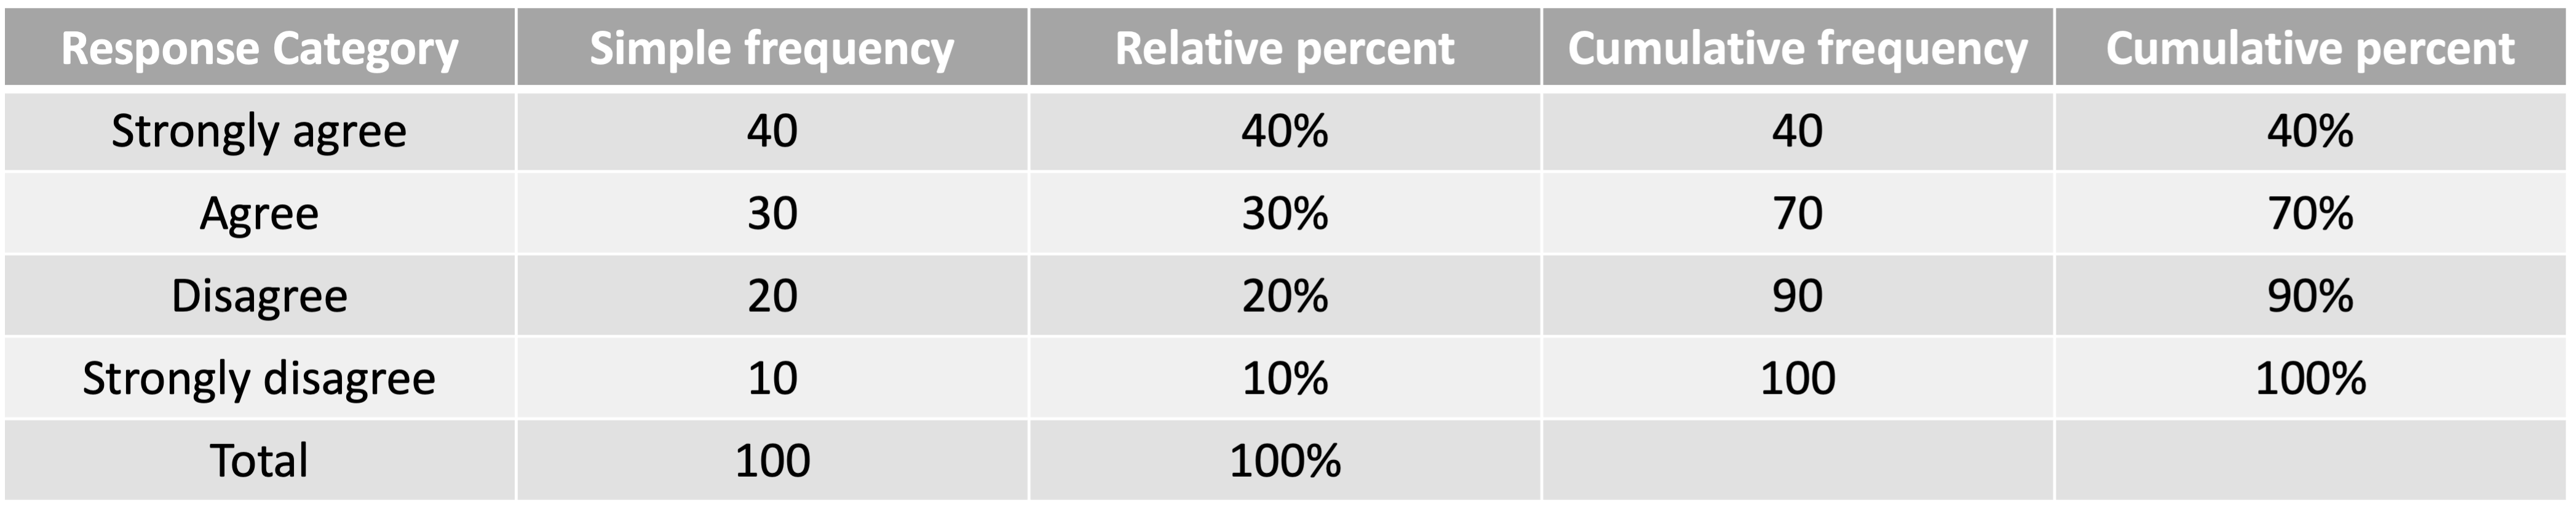 Response Category Simple frequency Relative percent Cumulative frequency Cumulative percent
Strongly agree 40 40% 40 40%
Agree 30 30% 70 70%
Disagree 20 20% 90 90%
Strongly disagree 10 10% 100 100%
Total 100 100%